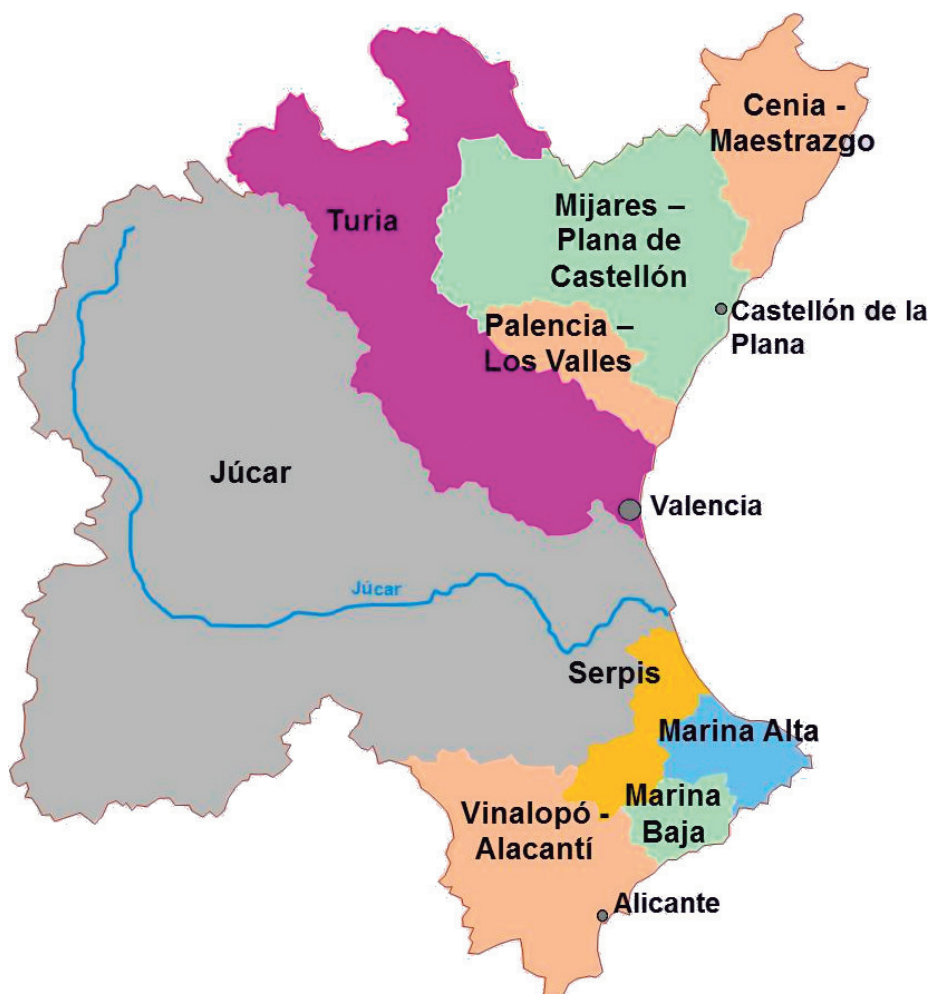 Cenia -
Maestrazgo
Turia
Mijares –
Plana de
Castellón
Castellón de la
Plana
Palencia –
Los Valles
Júcar
Valencia
Júcar
Serpis
Marina Alta
Marina
Baja
Vinalopó -
Alacantí
Alicante